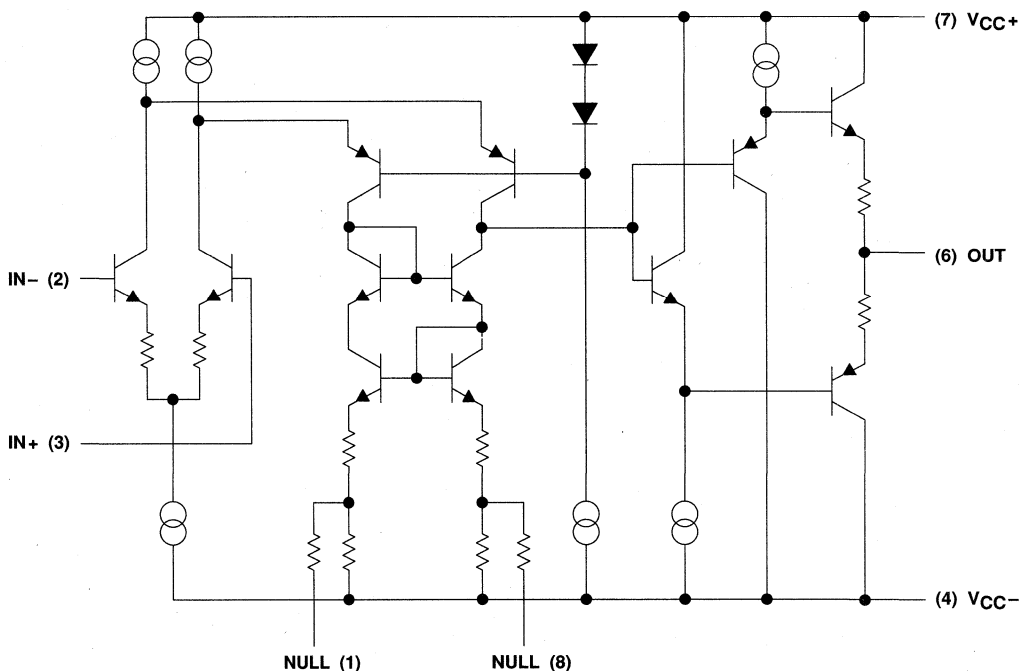 (7) VCC+
IN− (2)
(6) OUT
IN+ (3)
(4) VCC−
NULL (1)
NULL (8)